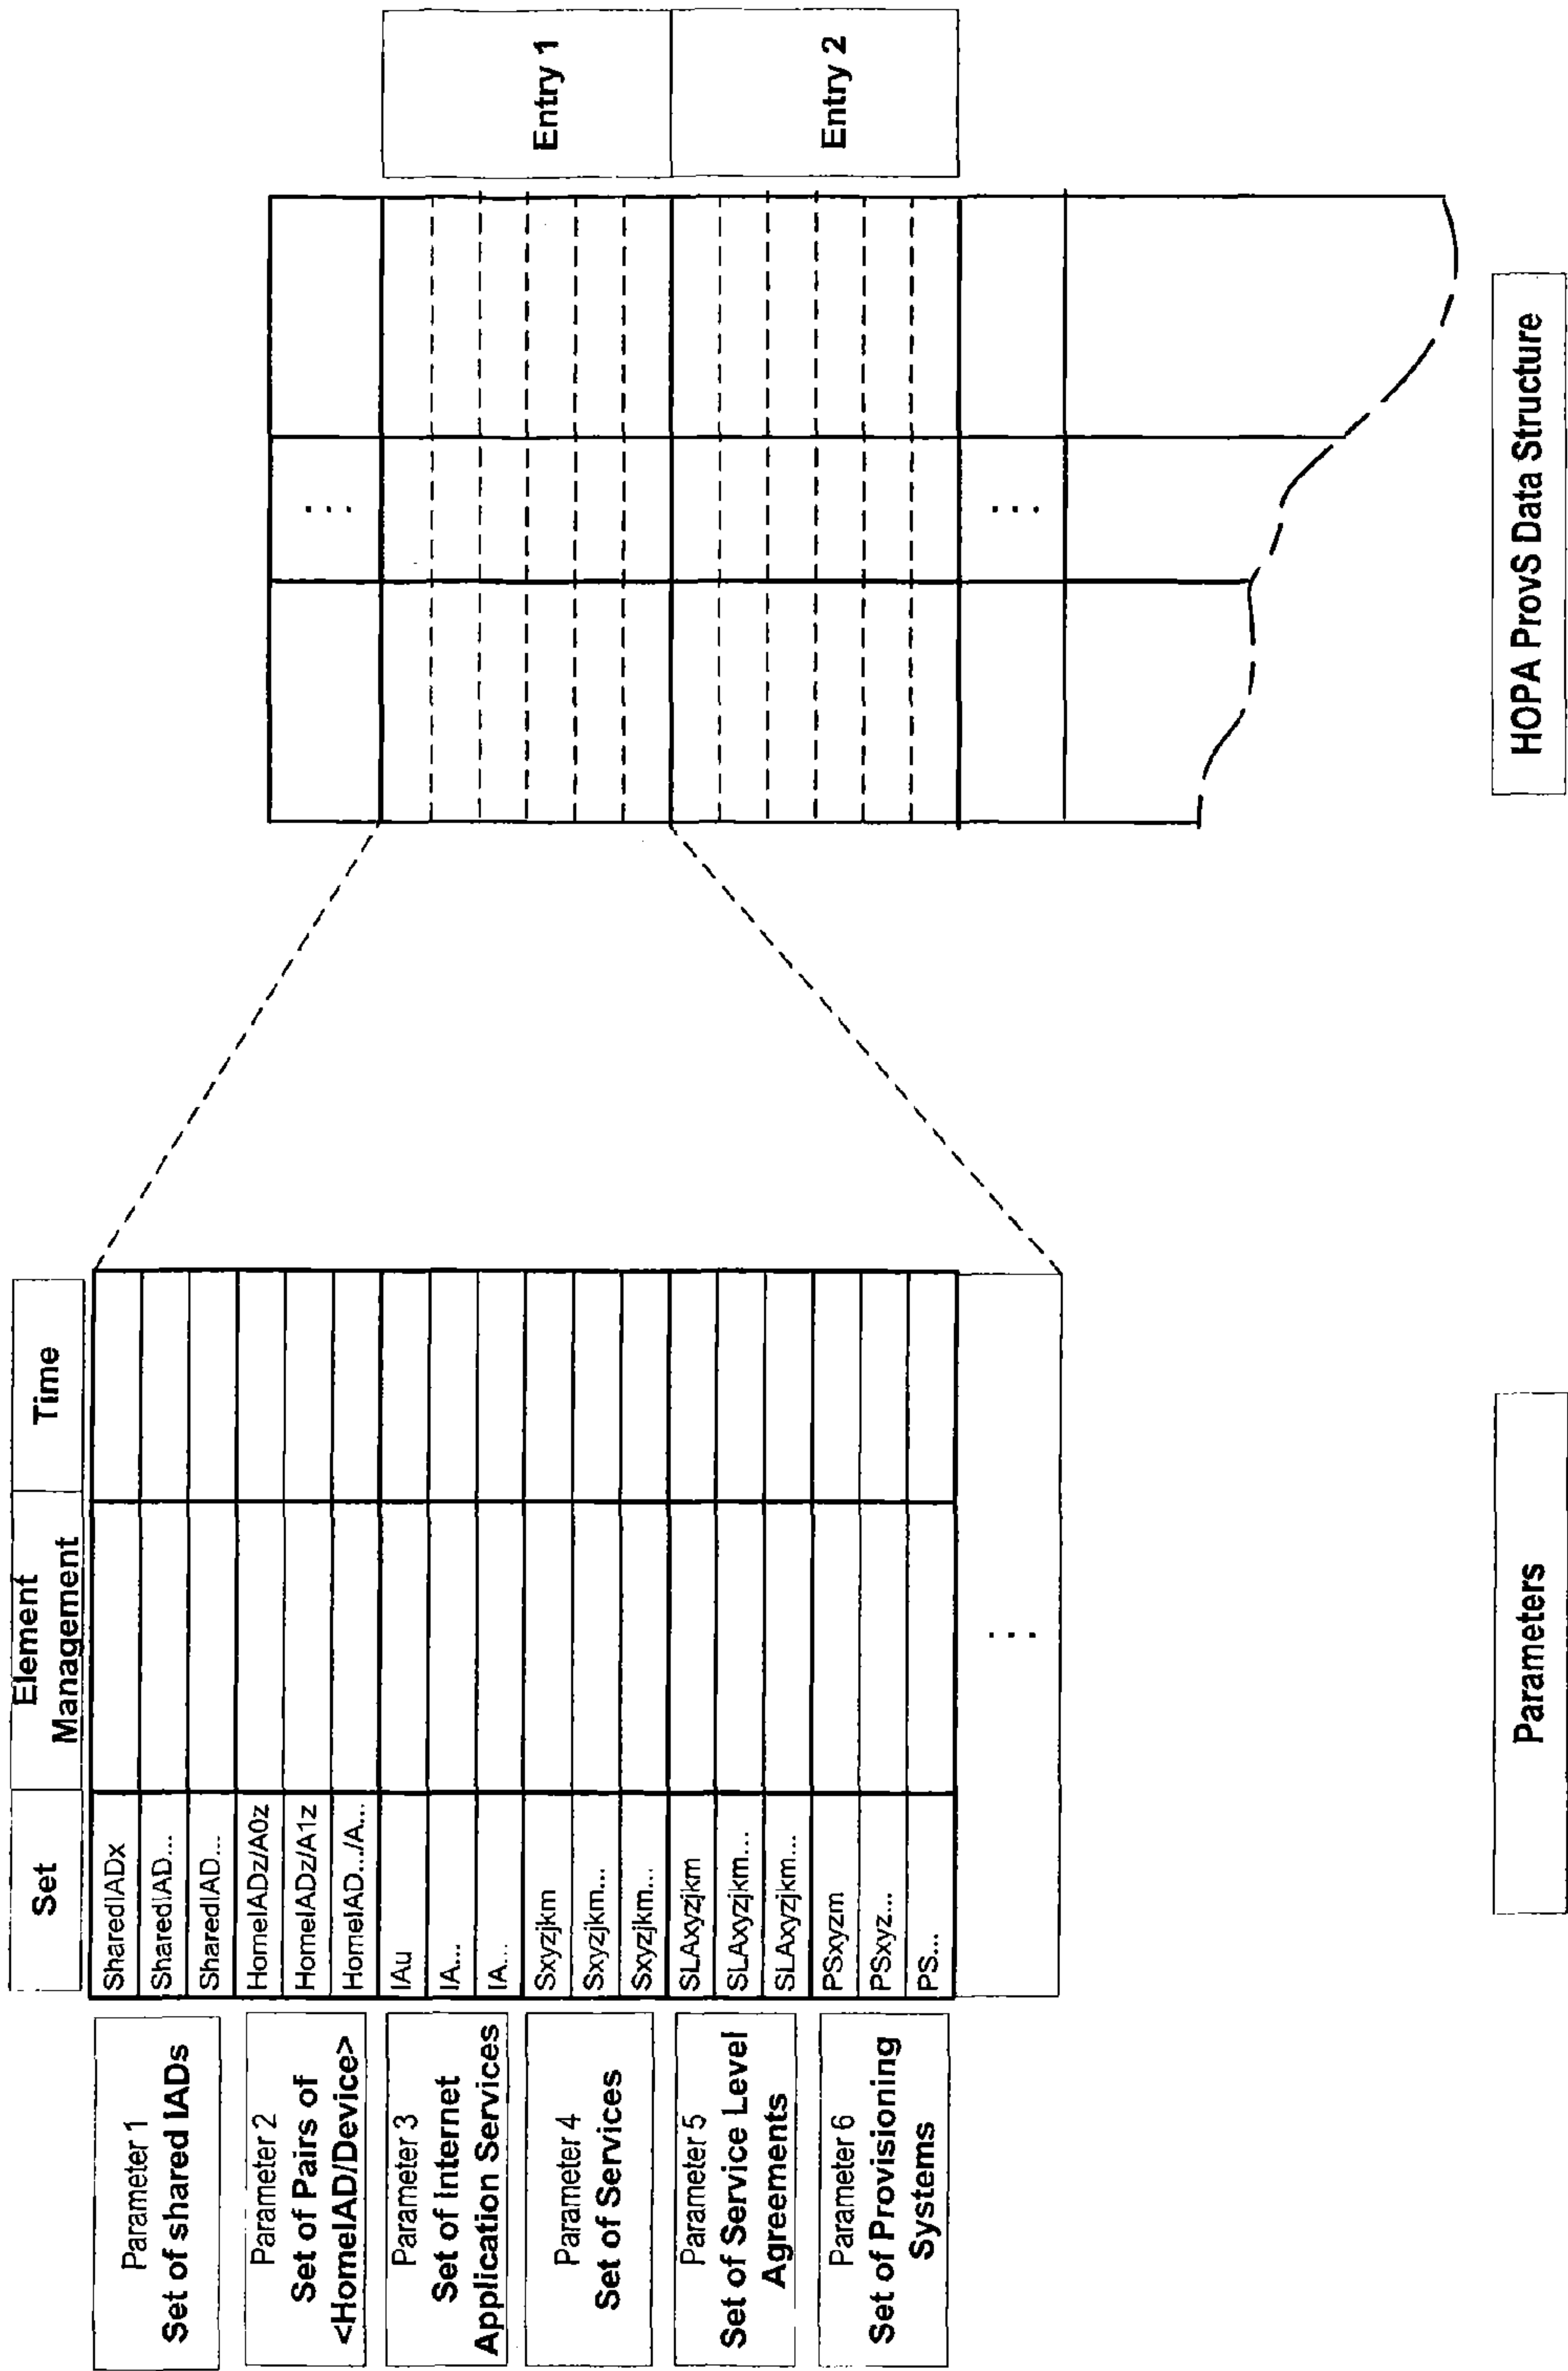 Set
Element
Management
Time
Parameter 1
Set of shared IADs
SharedIADx
SharedIAD...
SharedIAD...
Parameter 2
Set of Pairs of
<HomeIAD/Device>
HomeIADz/A0z
HomeIADz/A1z
HomeIAD.../A...
Parameter 3
Set of Internet
Application Services
IAu
IA...
IA...
Parameter 4
Set of Services
Sxyzjkm
Sxyzjkm...
Sxyzjkm...
Parameter 5
Set of Service Level
Agreements
SLAxyzjkm
SLAxyzjkm...
SLAxyzjkm...
Parameter 6
Set of Provisioning
Systems
PSxyzm
PSxyz...
PS...
...
Parameters
...
Entry 1
Entry 2
...
HOPA ProvS Data Structure